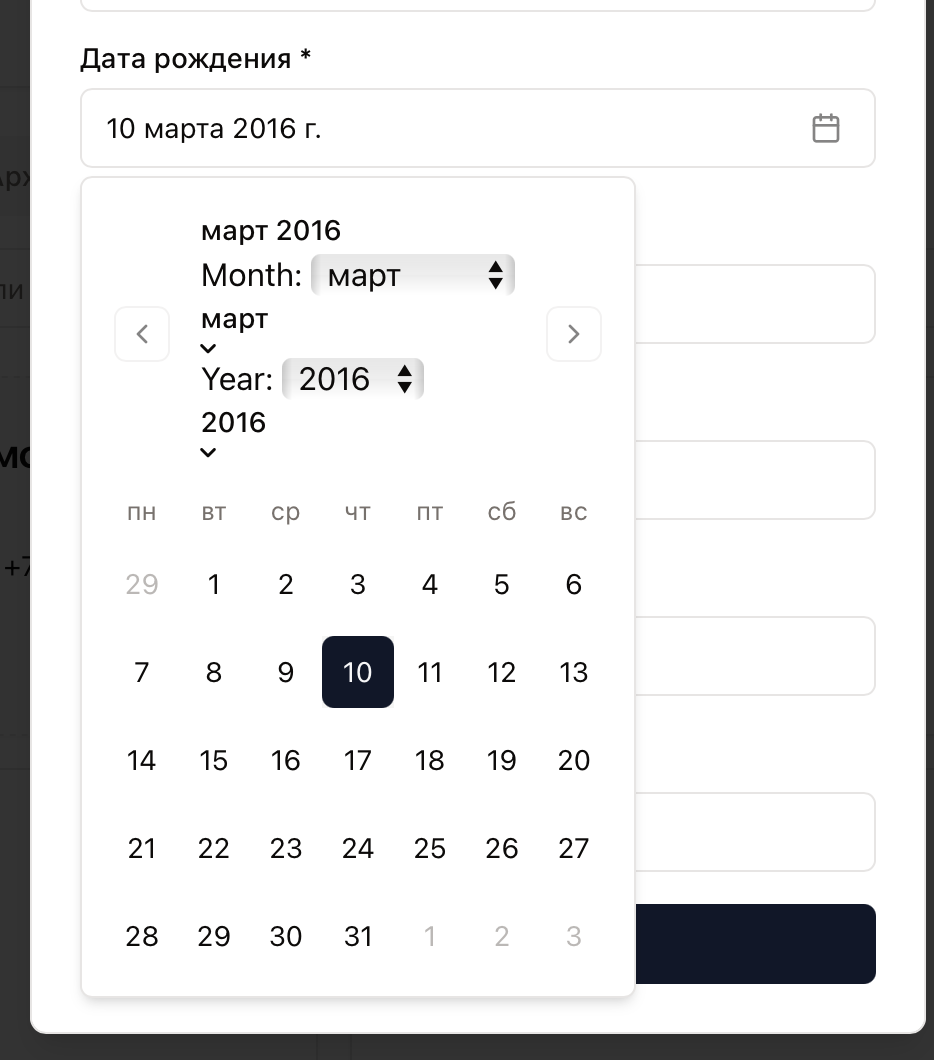 Дата рождения *
10 марта 2016 г.
март 2016
Month: март
март
Year: 2016
2016
пн вт ср чт пт сб вс
29 1 2 3 4 5 6
7 8 9 10 11 12 13
14 15 16 17 18 19 20
21 22 23 24 25 26 27
28 29 30 31 1 2 3
+7